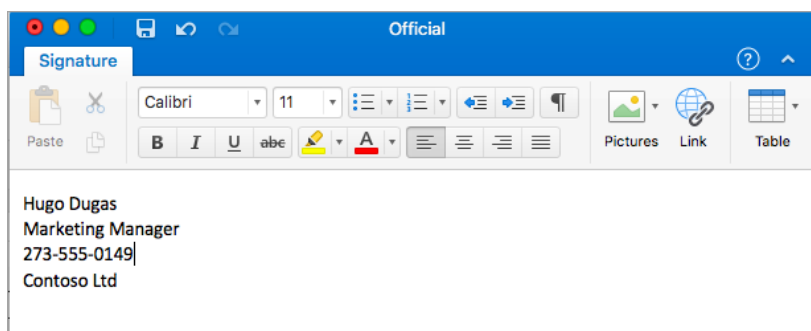 Official
Signature
?
Calibri 11
Paste
B I U abc A
Pictures Link Table
Hugo Dugas
Marketing Manager
273-555-0149
Contoso Ltd